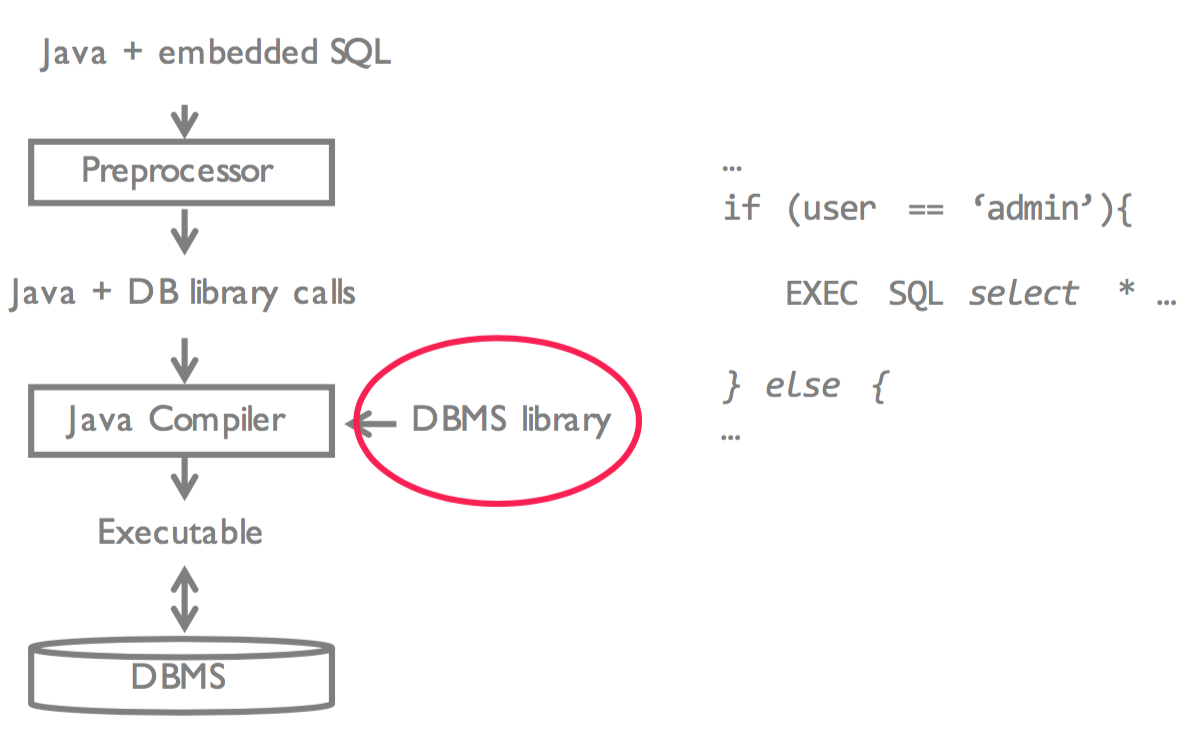 Java + embedded SQL
Preprocessor
Java + DB library calls
Java Compiler
DBMS library
Executable
DBMS
…
if (user == ‘admin’){
EXEC SQL select * …
} else {
…